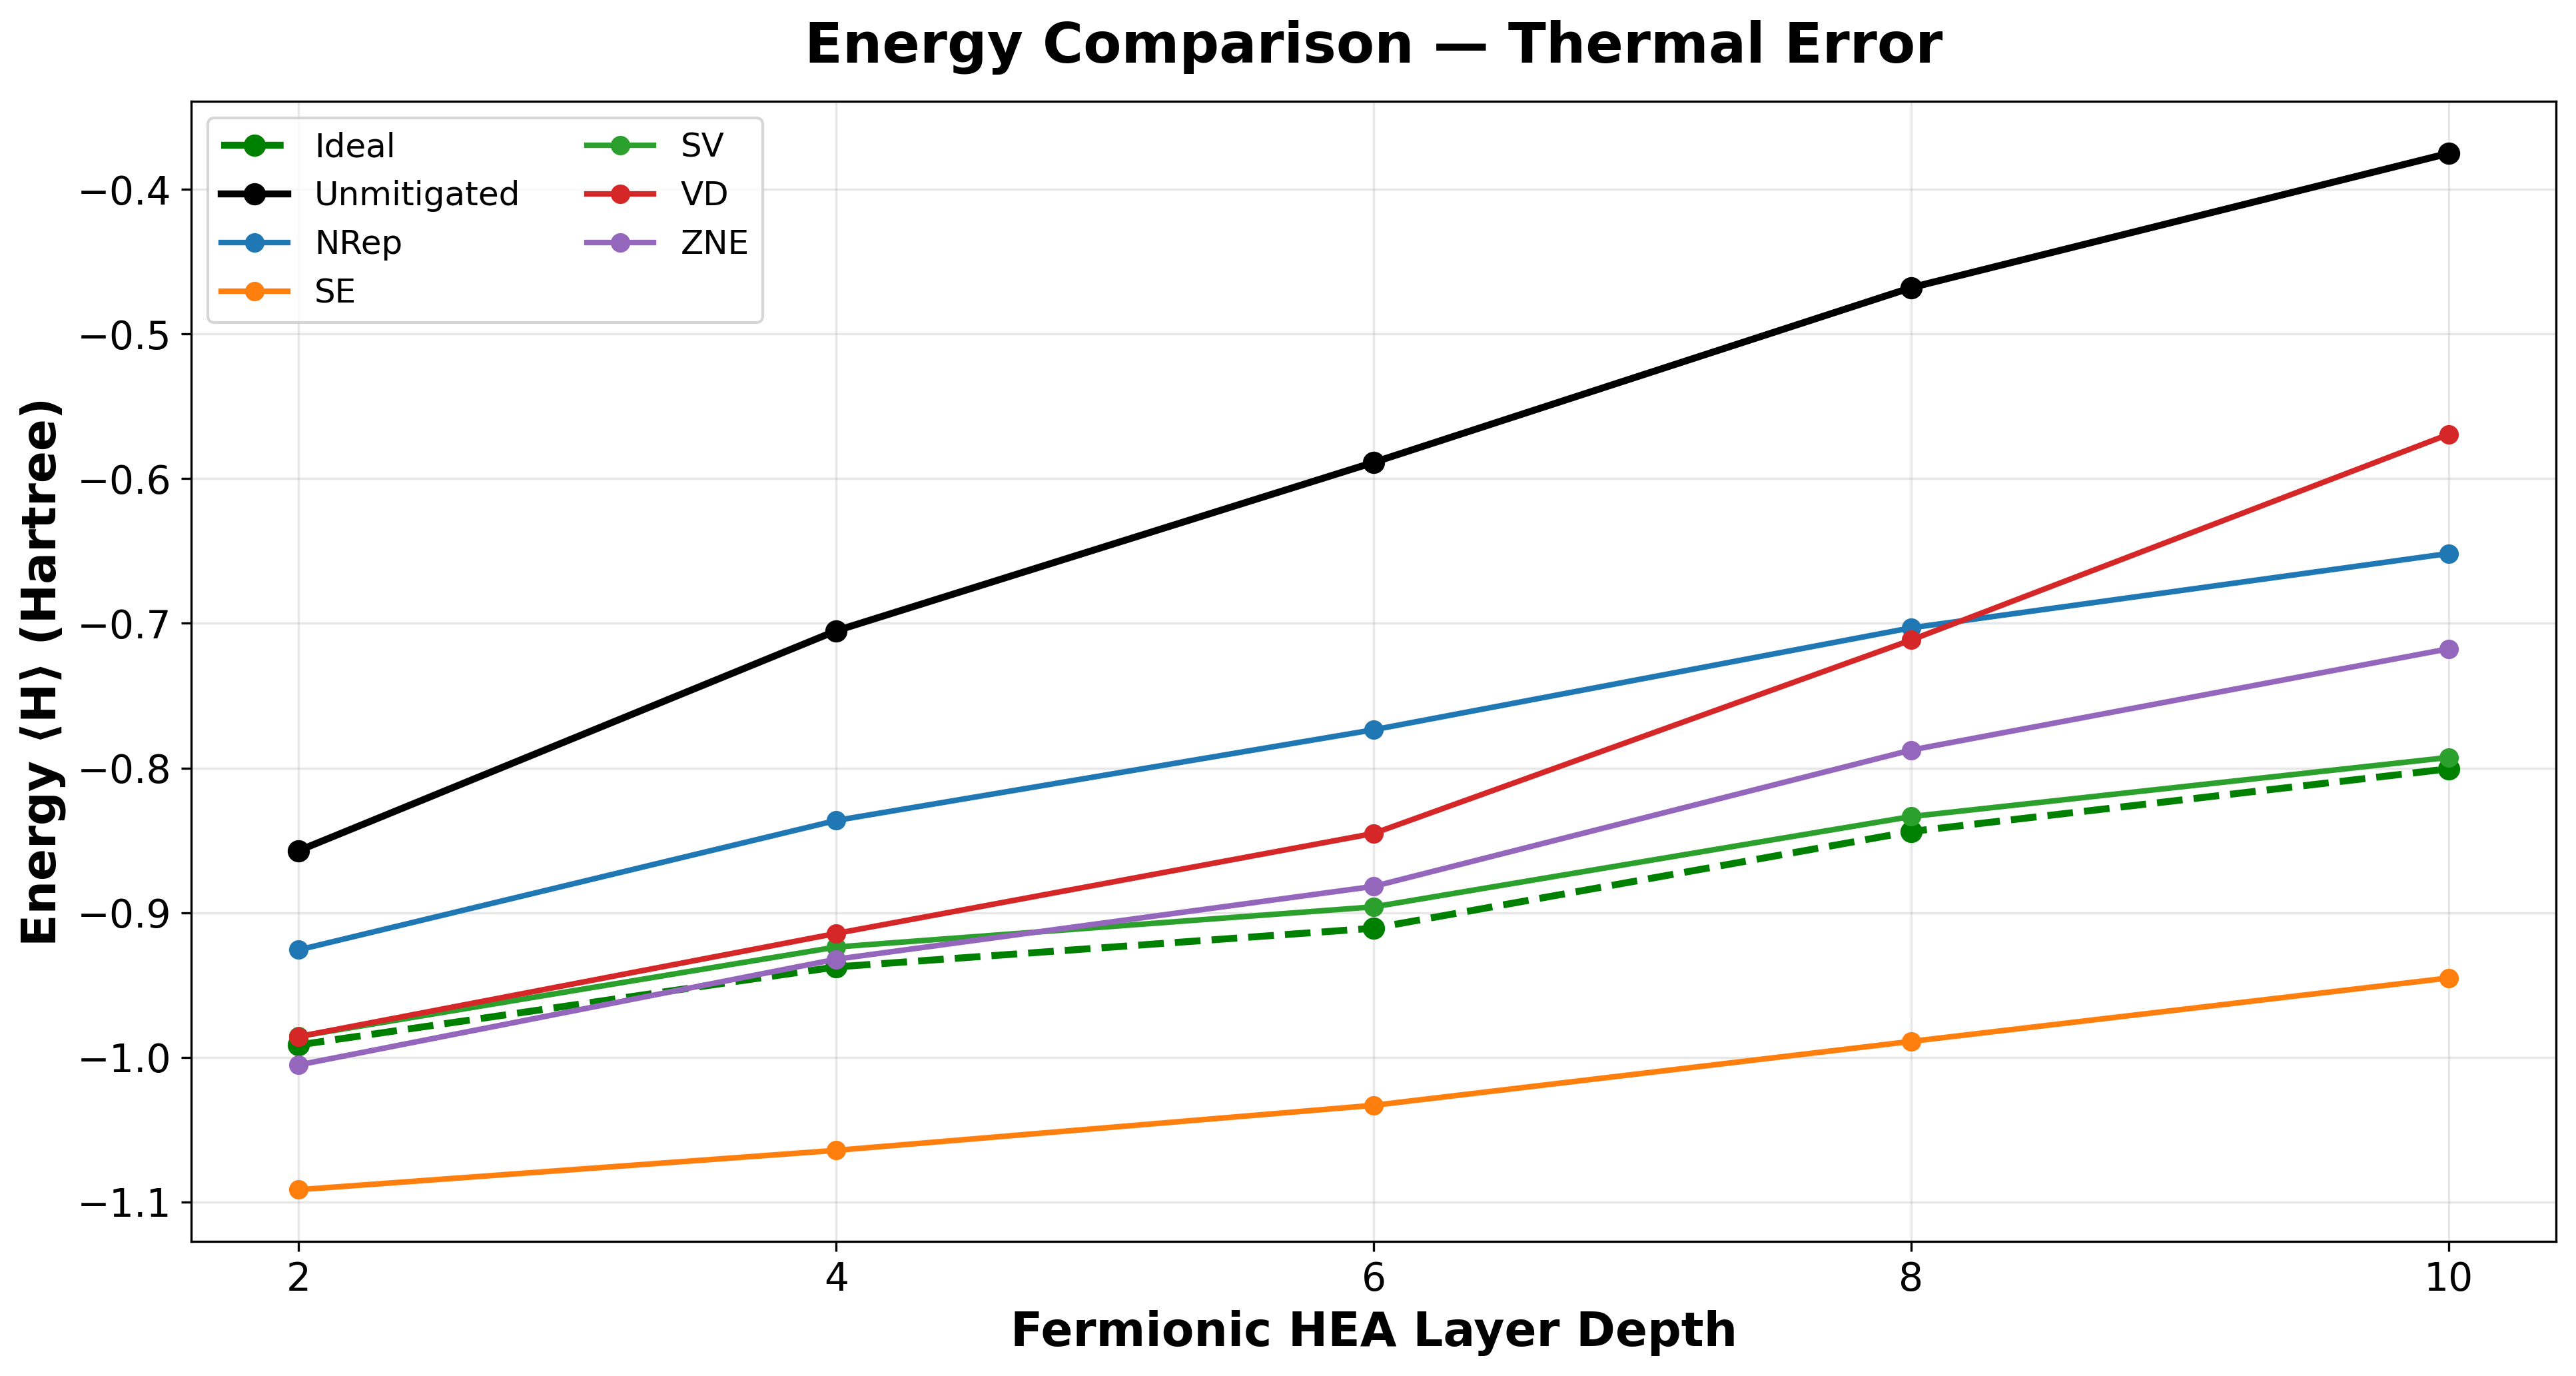 Energy Comparison — Thermal Error
Ideal
Unmitigated
NRep
SE
SV
VD
ZNE
Energy ⟨H⟩ (Hartree)
−0.4
−0.5
−0.6
−0.7
−0.8
−0.9
−1.0
−1.1
2 4 6 8 10
Fermionic HEA Layer Depth